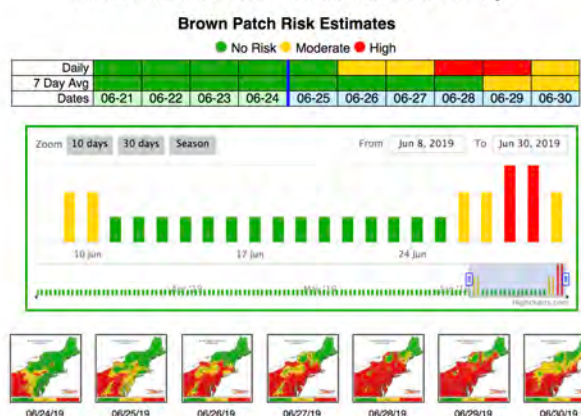 Brown Patch Risk Estimates
No Risk Moderate High
Daily
7 Day Avg
Dates 06-21 06-22 06-23 06-24 06-25 06-26 06-27 06-28 06-29 06-30
Zoom 10 days 30 days Season From Jun 8, 2019 To Jun 30, 2019
10 Jun 17 Jun 24 Jun
Highcharts.com
06/24/19 06/25/19 06/26/19 06/27/19 06/28/19 06/29/19 06/30/19